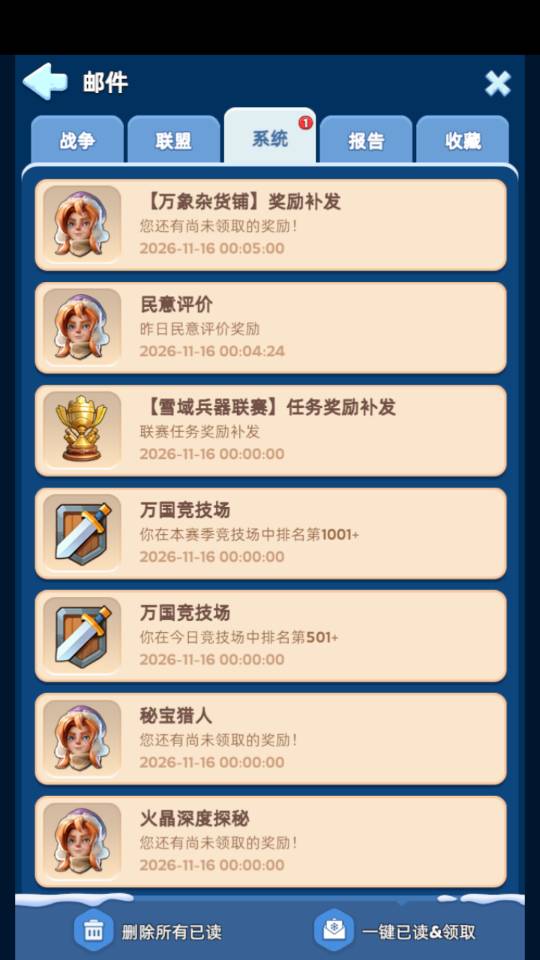 邮件
战争
联盟
系统
1
报告
收藏
【万象杂货铺】奖励补发
您还有尚未领取的奖励！
2026-11-16 00:05:00
民意评价
昨日民意评价奖励
2026-11-16 00:04:24
【雪域兵器联赛】任务奖励补发
联赛任务奖励补发
2026-11-16 00:00:00
万国竞技场
你在本赛季竞技场中排名第1001+
2026-11-16 00:00:00
万国竞技场
你在今日竞技场中排名第501+
2026-11-16 00:00:00
秘宝猎人
您还有尚未领取的奖励！
2026-11-16 00:00:00
火晶深度探秘
您还有尚未领取的奖励！
2026-11-16 00:00:00
删除所有已读
一键已读&领取